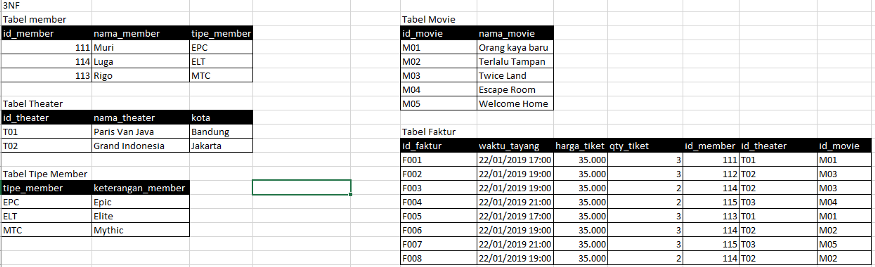 3NF
Tabel member
id_member nama_member tipe_member
111 Muri EPC
114 Luga ELT
113 Rigo MTC
Tabel Theater
id_theater nama_theater kota
T01 Paris Van Java Bandung
T02 Grand Indonesia Jakarta
Tabel Tipe Member
tipe_member keterangan_member
EPC Epic
ELT Elite
MTC Mythic
Tabel Movie
id_movie nama_movie
M01 Orang kaya baru
M02 Terlalu Tampan
M03 Twice Land
M04 Escape Room
M05 Welcome Home
Tabel Faktur
id_faktur waktu_tayang harga_tiket qty_tiket id_member id_theater id_movie
F001 22/01/2019 17:00 35.000 3 111 T01 M01
F002 22/01/2019 19:00 35.000 3 112 T02 M03
F003 22/01/2019 19:00 35.000 2 114 T02 M03
F004 22/01/2019 21:00 35.000 2 115 T03 M04
F005 22/01/2019 17:00 35.000 3 113 T01 M01
F006 22/01/2019 19:00 35.000 3 114 T02 M02
F007 22/01/2019 21:00 35.000 3 115 T03 M05
F008 22/01/2019 19:00 35.000 2 114 T02 M02